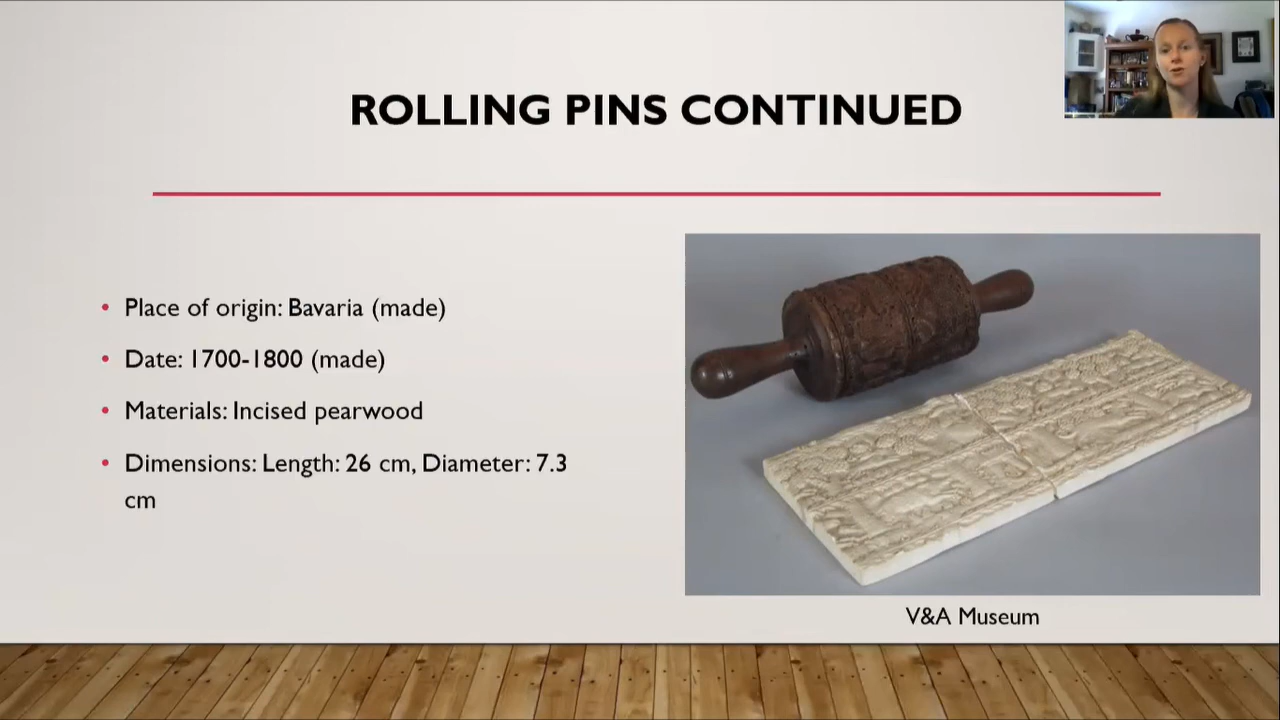 ROLLING PINS CONTINUED
• Place of origin: Bavaria (made)
• Date: 1700-1800 (made)
• Materials: Incised pearwood
• Dimensions: Length: 26 cm, Diameter: 7.3
cm
V&A Museum